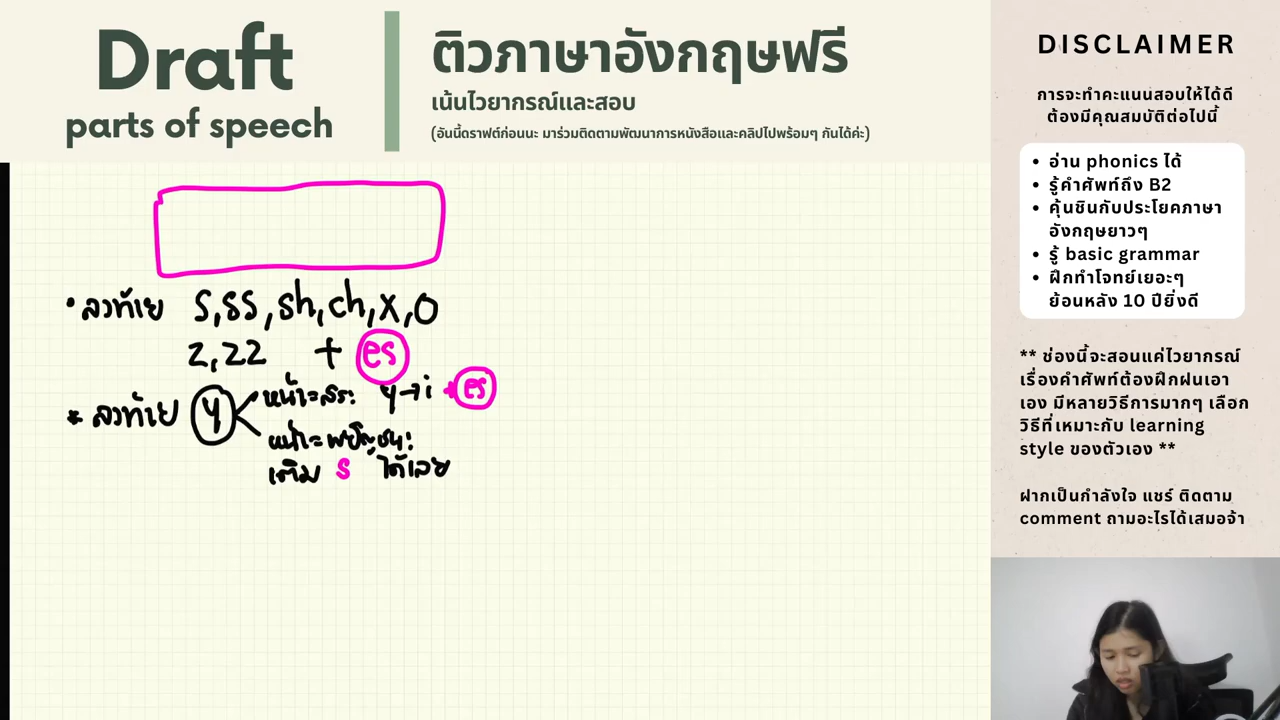 Draft
parts of speech
ติวภาษาอังกฤษฟรี
เน้นไวยากรณ์และสอบ
(อันนี้ดราฟต์ก่อนนะ มาร่วมติดตามพัฒนาการหนังสือและคลิปไปพร้อมๆ กันได้ค่ะ)
• ลงท้าย s, ss, sh, ch, x, o
z, zz + es
* ลงท้าย y หน้าสระ y → i + es
หน้าพยัญชนะ
เติม s ได้เลย
DISCLAIMER
การจะทำคะแนนสอบให้ได้ดี
ต้องมีคุณสมบัติต่อไปนี้
• อ่าน phonics ได้
• รู้คำศัพท์ถึง B2
• คุ้นชินกับประโยคภาษา
อังกฤษยาวๆ
• รู้ basic grammar
• ฝึกทำโจทย์เยอะๆ
ย้อนหลัง 10 ปียิ่งดี
** ช่องนี้จะสอนแค่ไวยากรณ์
เรื่องคำศัพท์ต้องฝึกฝนเอา
เอง มีหลายวิธีการมากๆ เลือก
วิธีที่เหมาะกับ learning
style ของตัวเอง **
ฝากเป็นกำลังใจ แชร์ ติดตาม
comment ถามอะไรได้เสมอจ้า